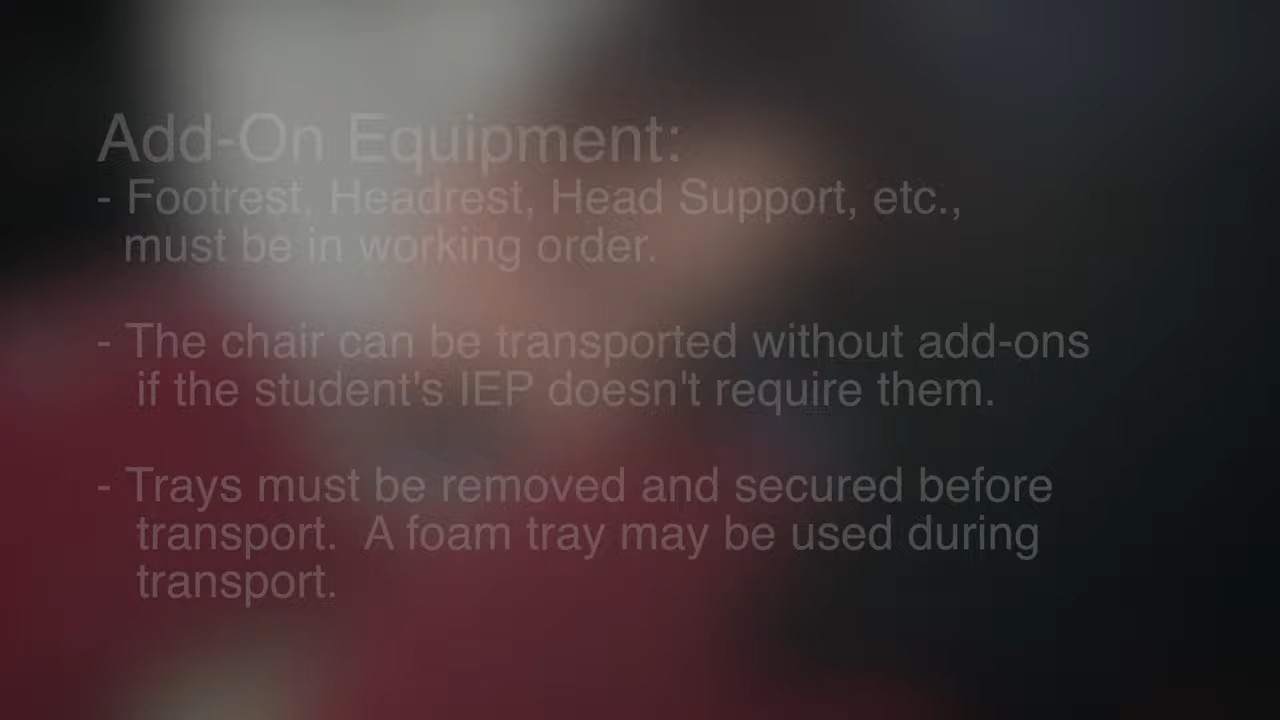 Add-On Equipment:
- Footrest, Headrest, Head Support, etc.,
must be in working order.
- The chair can be transported without add-ons
if the student's IEP doesn't require them.
- Trays must be removed and secured before
transport.  A foam tray may be used during
transport.